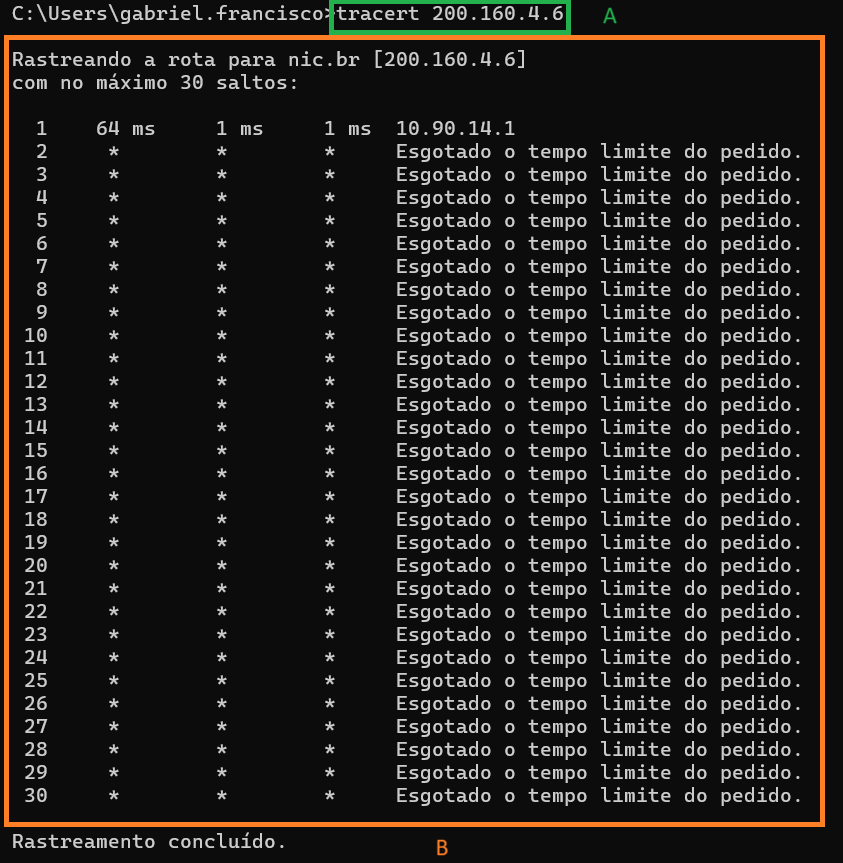 C:\Users\gabriel.francisco>tracert 200.160.4.6 A
Rastreando a rota para nic.br [200.160.4.6]
com no máximo 30 saltos:
1 64 ms 1 ms 1 ms 10.90.14.1
2 * * * Esgotado o tempo limite do pedido.
3 * * * Esgotado o tempo limite do pedido.
4 * * * Esgotado o tempo limite do pedido.
5 * * * Esgotado o tempo limite do pedido.
6 * * * Esgotado o tempo limite do pedido.
7 * * * Esgotado o tempo limite do pedido.
8 * * * Esgotado o tempo limite do pedido.
9 * * * Esgotado o tempo limite do pedido.
10 * * * Esgotado o tempo limite do pedido.
11 * * * Esgotado o tempo limite do pedido.
12 * * * Esgotado o tempo limite do pedido.
13 * * * Esgotado o tempo limite do pedido.
14 * * * Esgotado o tempo limite do pedido.
15 * * * Esgotado o tempo limite do pedido.
16 * * * Esgotado o tempo limite do pedido.
17 * * * Esgotado o tempo limite do pedido.
18 * * * Esgotado o tempo limite do pedido.
19 * * * Esgotado o tempo limite do pedido.
20 * * * Esgotado o tempo limite do pedido.
21 * * * Esgotado o tempo limite do pedido.
22 * * * Esgotado o tempo limite do pedido.
23 * * * Esgotado o tempo limite do pedido.
24 * * * Esgotado o tempo limite do pedido.
25 * * * Esgotado o tempo limite do pedido.
26 * * * Esgotado o tempo limite do pedido.
27 * * * Esgotado o tempo limite do pedido.
28 * * * Esgotado o tempo limite do pedido.
29 * * * Esgotado o tempo limite do pedido.
30 * * * Esgotado o tempo limite do pedido.
Rastreamento concluído.
B